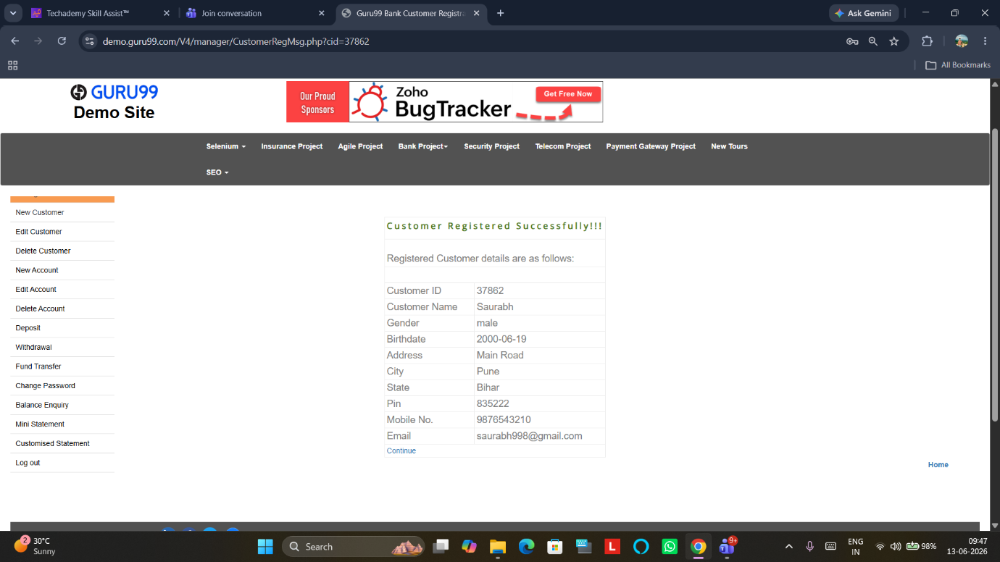 Techademy Skill Assist™
Join conversation
Guru99 Bank Customer Registra
Ask Gemini
demo.guru99.com/V4/manager/CustomerRegMsg.php?cid=37862
All Bookmarks
GURU99
Demo Site
Our Proud
Sponsors
Zoho
BugTracker
Get Free Now
Selenium Insurance Project Agile Project Bank Project Security Project Telecom Project Payment Gateway Project New Tours
SEO
New Customer
Edit Customer
Delete Customer
New Account
Edit Account
Delete Account
Deposit
Withdrawal
Fund Transfer
Change Password
Balance Enquiry
Mini Statement
Customised Statement
Log out
Customer Registered Successfully!!!
Registered Customer details are as follows:
Customer ID 37862
Customer Name Saurabh
Gender male
Birthdate 2000-06-19
Address Main Road
City Pune
State Bihar
Pin 835222
Mobile No. 9876543210
Email saurabh998@gmail.com
Continue
Home
2
30°C
Sunny
Search
L
9+
ENG
IN
98%
09:47
13-06-2026